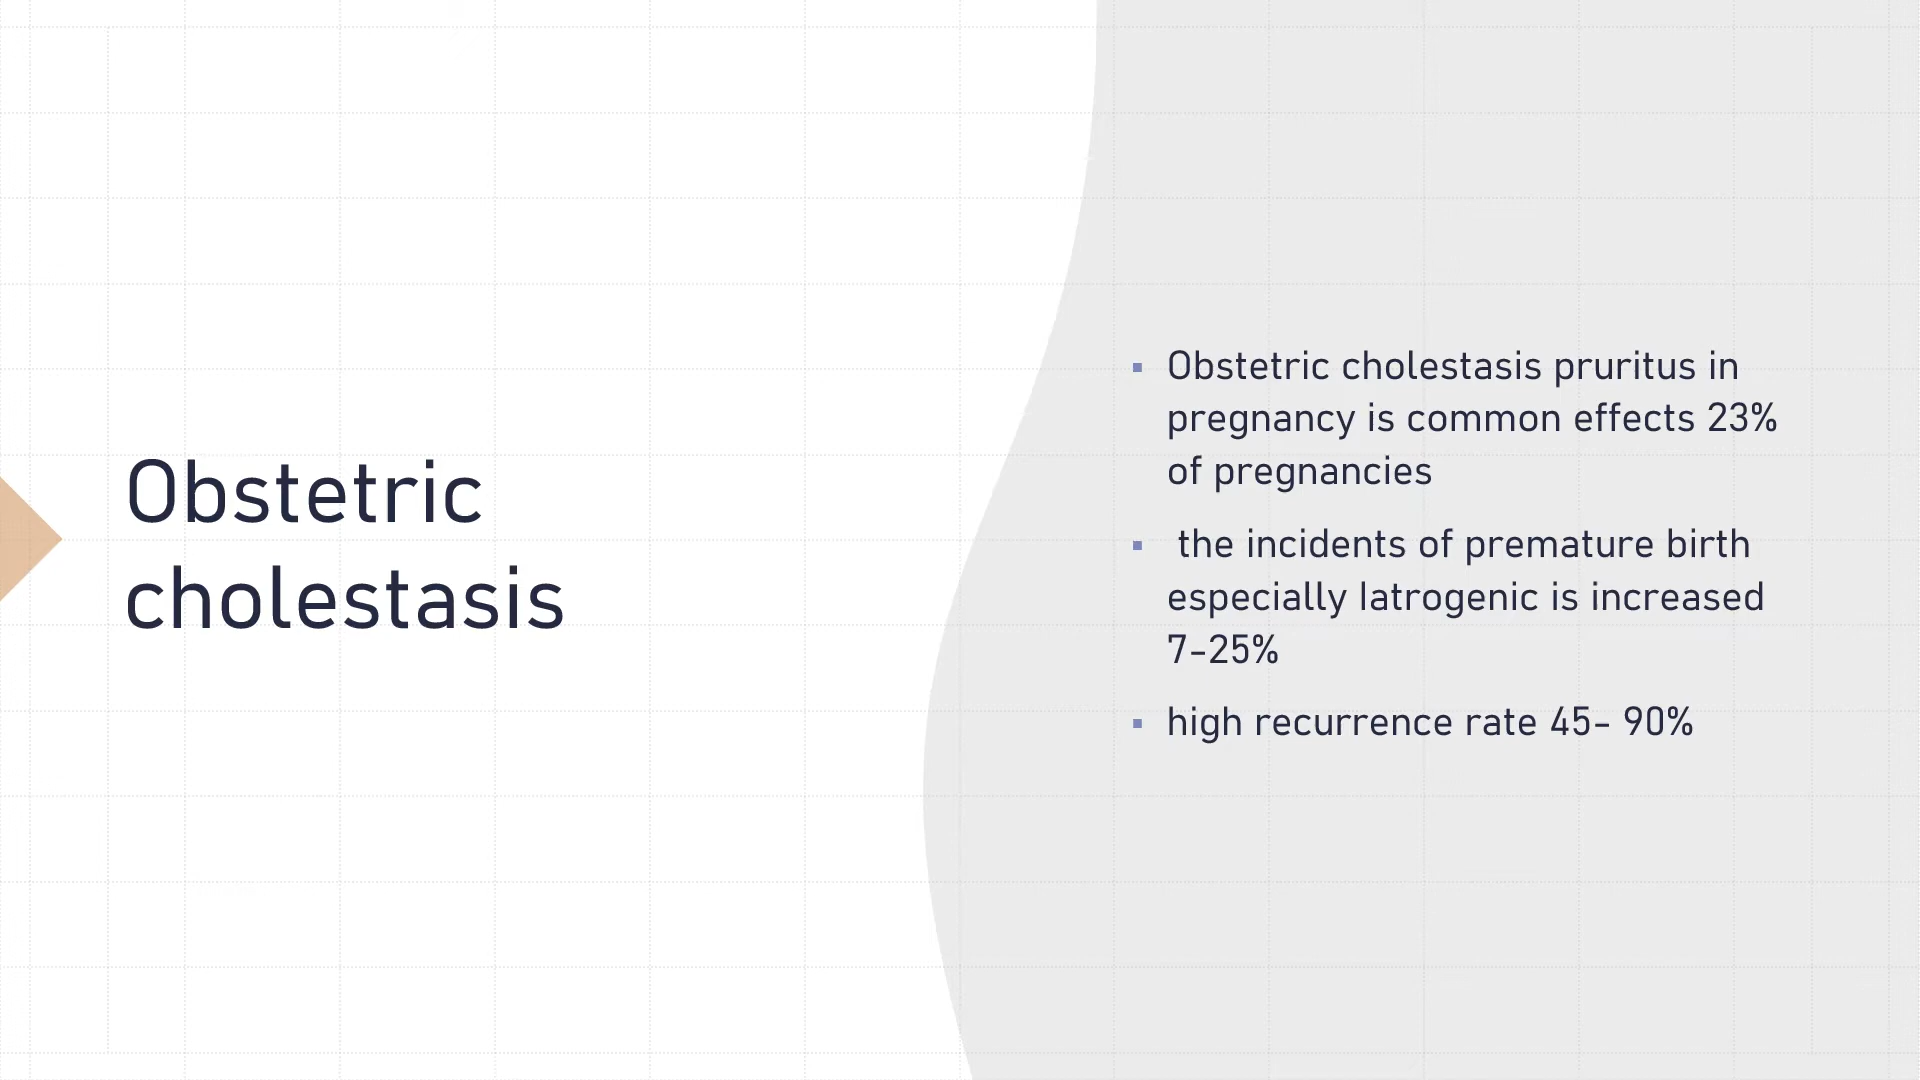 Obstetric
cholestasis
▪ Obstetric cholestasis pruritus in
pregnancy is common effects 23%
of pregnancies
▪ the incidents of premature birth
especially Iatrogenic is increased
7-25%
▪ high recurrence rate 45- 90%